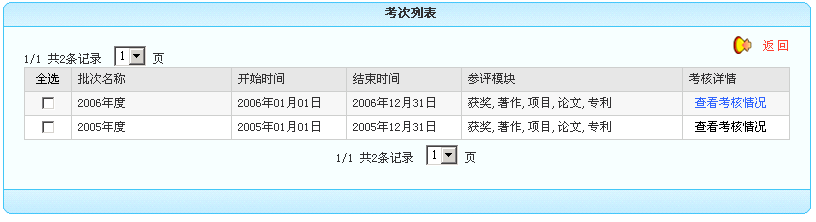 考次列表
返回
1/1 共2条记录 1 页
全选 批次名称 开始时间 结束时间 参评模块 考核详情
2006年度 2006年01月01日 2006年12月31日 获奖,著作,项目,论文,专利 查看考核情况
2005年度 2005年01月01日 2005年12月31日 获奖,著作,项目,论文,专利 查看考核情况
1/1 共2条记录 1 页